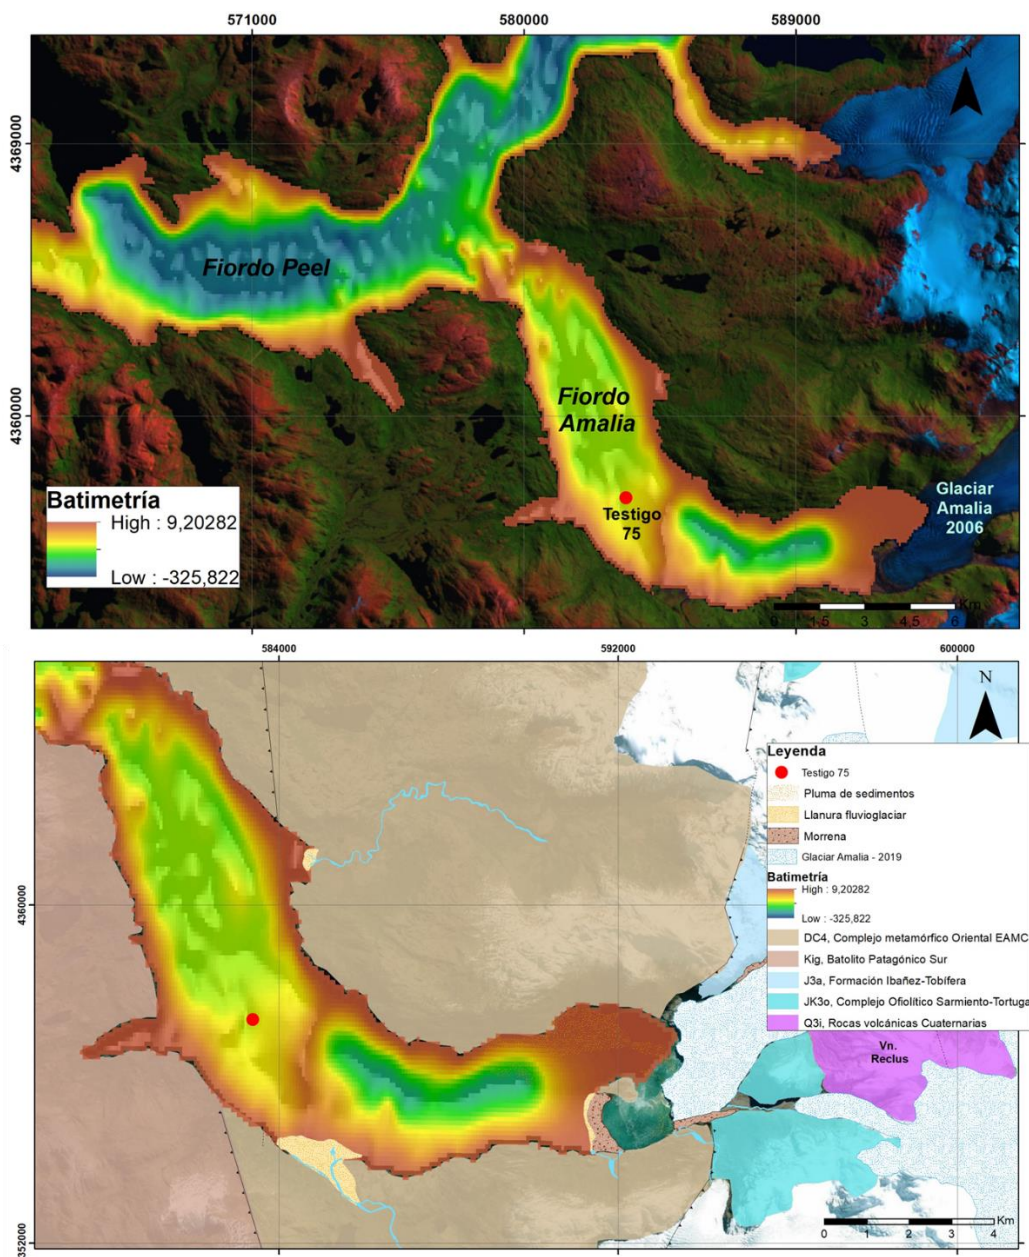 571000
580000
589000
N
4369000
Fiordo Peel
4360000
Fiordo
Amalia
Batimetría
High : 9,20282
Low : -325,822
Testigo
75
Glaciar
Amalia
2006
Km
0 1.5 3 4.5 6
584000
592000
600000
N
Leyenda
Testigo 75
Pluma de sedimentos
Llanura fluvioglaciar
Morrena
Glaciar Amalia - 2019
Batimetría
High : 9,20282
Low : -325,822
DC4, Complejo metamórfico Oriental EAMC
Kig, Batolito Patagónico Sur
J3a, Formación Ibañez-Tobífera
JK3o, Complejo Ofiolítico Sarmiento-Tortuga
Q3i, Rocas volcánicas Cuaternarias
4360000
Vn.
Reclus
352000
Km
0 1 2 3 4